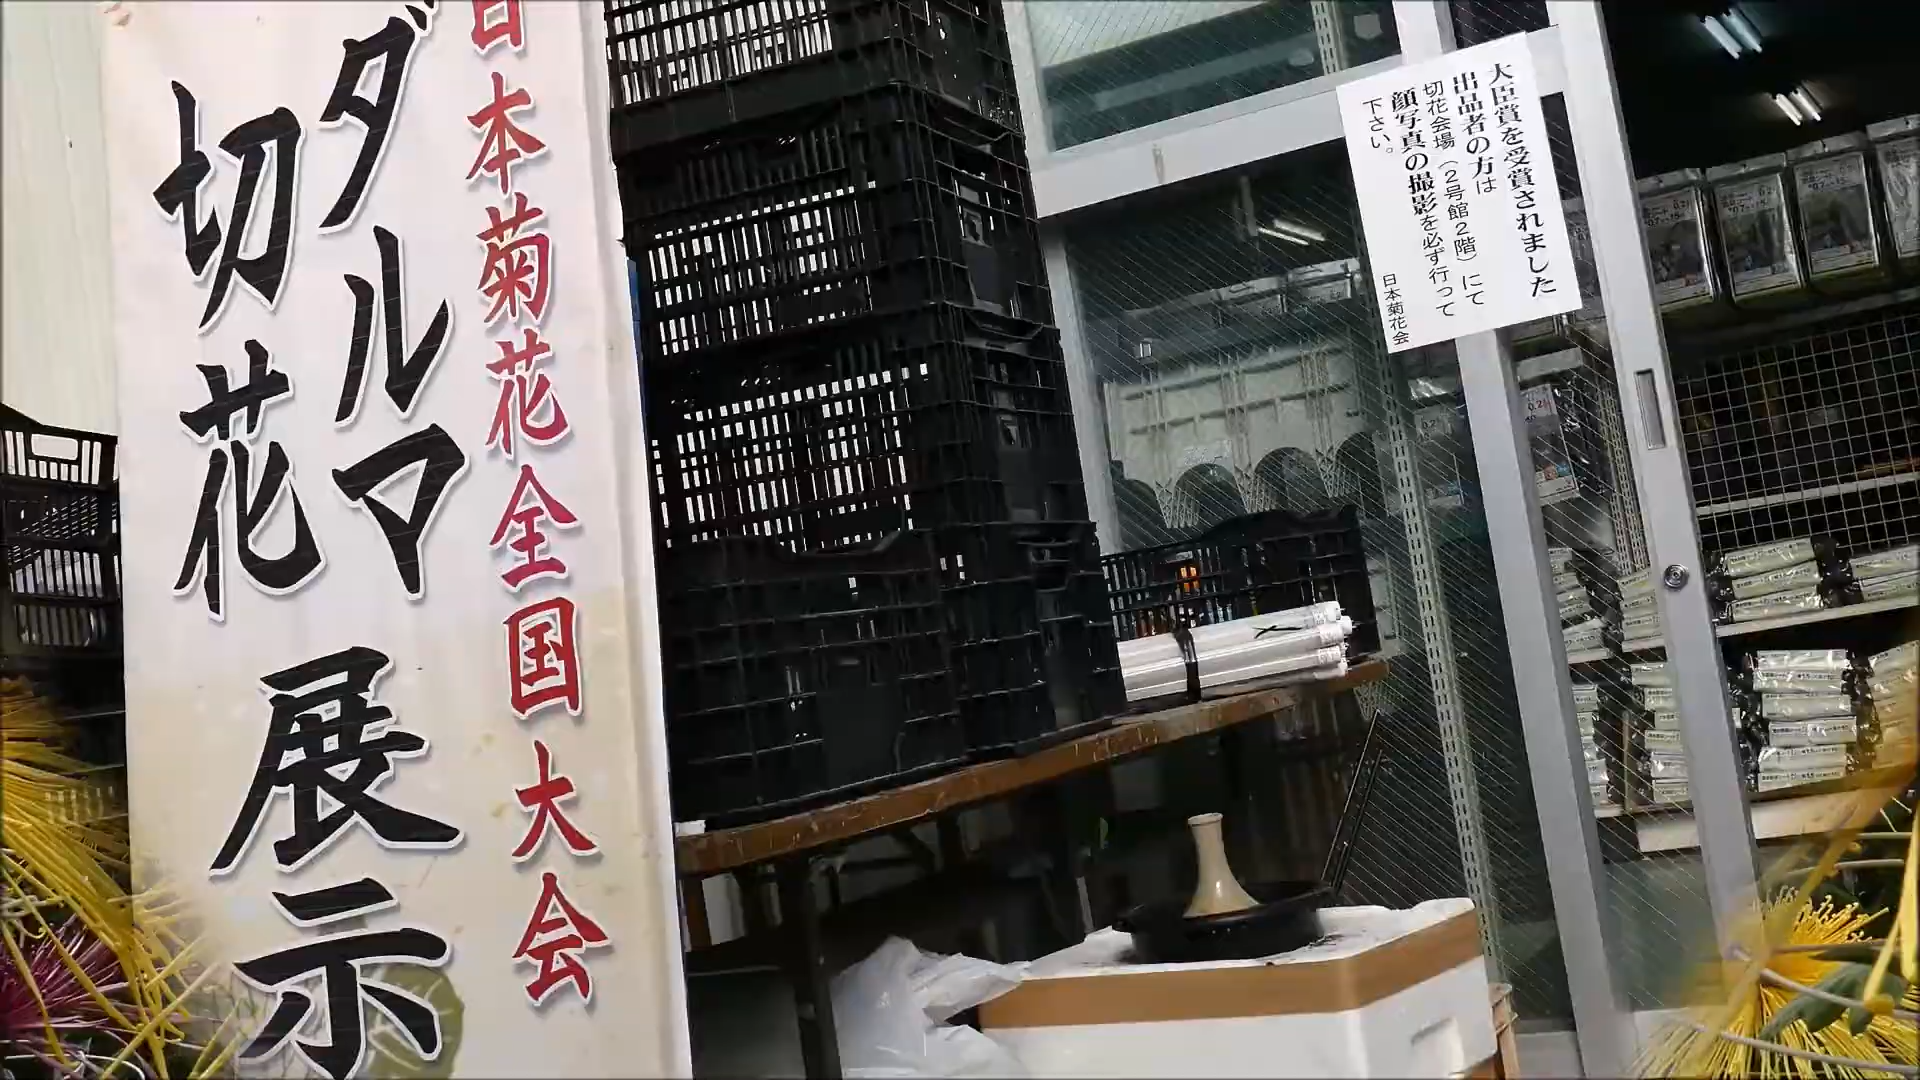 日本菊花全国大会
ダルマ
切花
展示
大臣賞を受賞されました
出品者の方は
切花会場（2号館2階）にて
顔写真の撮影を必ず行って
下さい。
日本菊花会